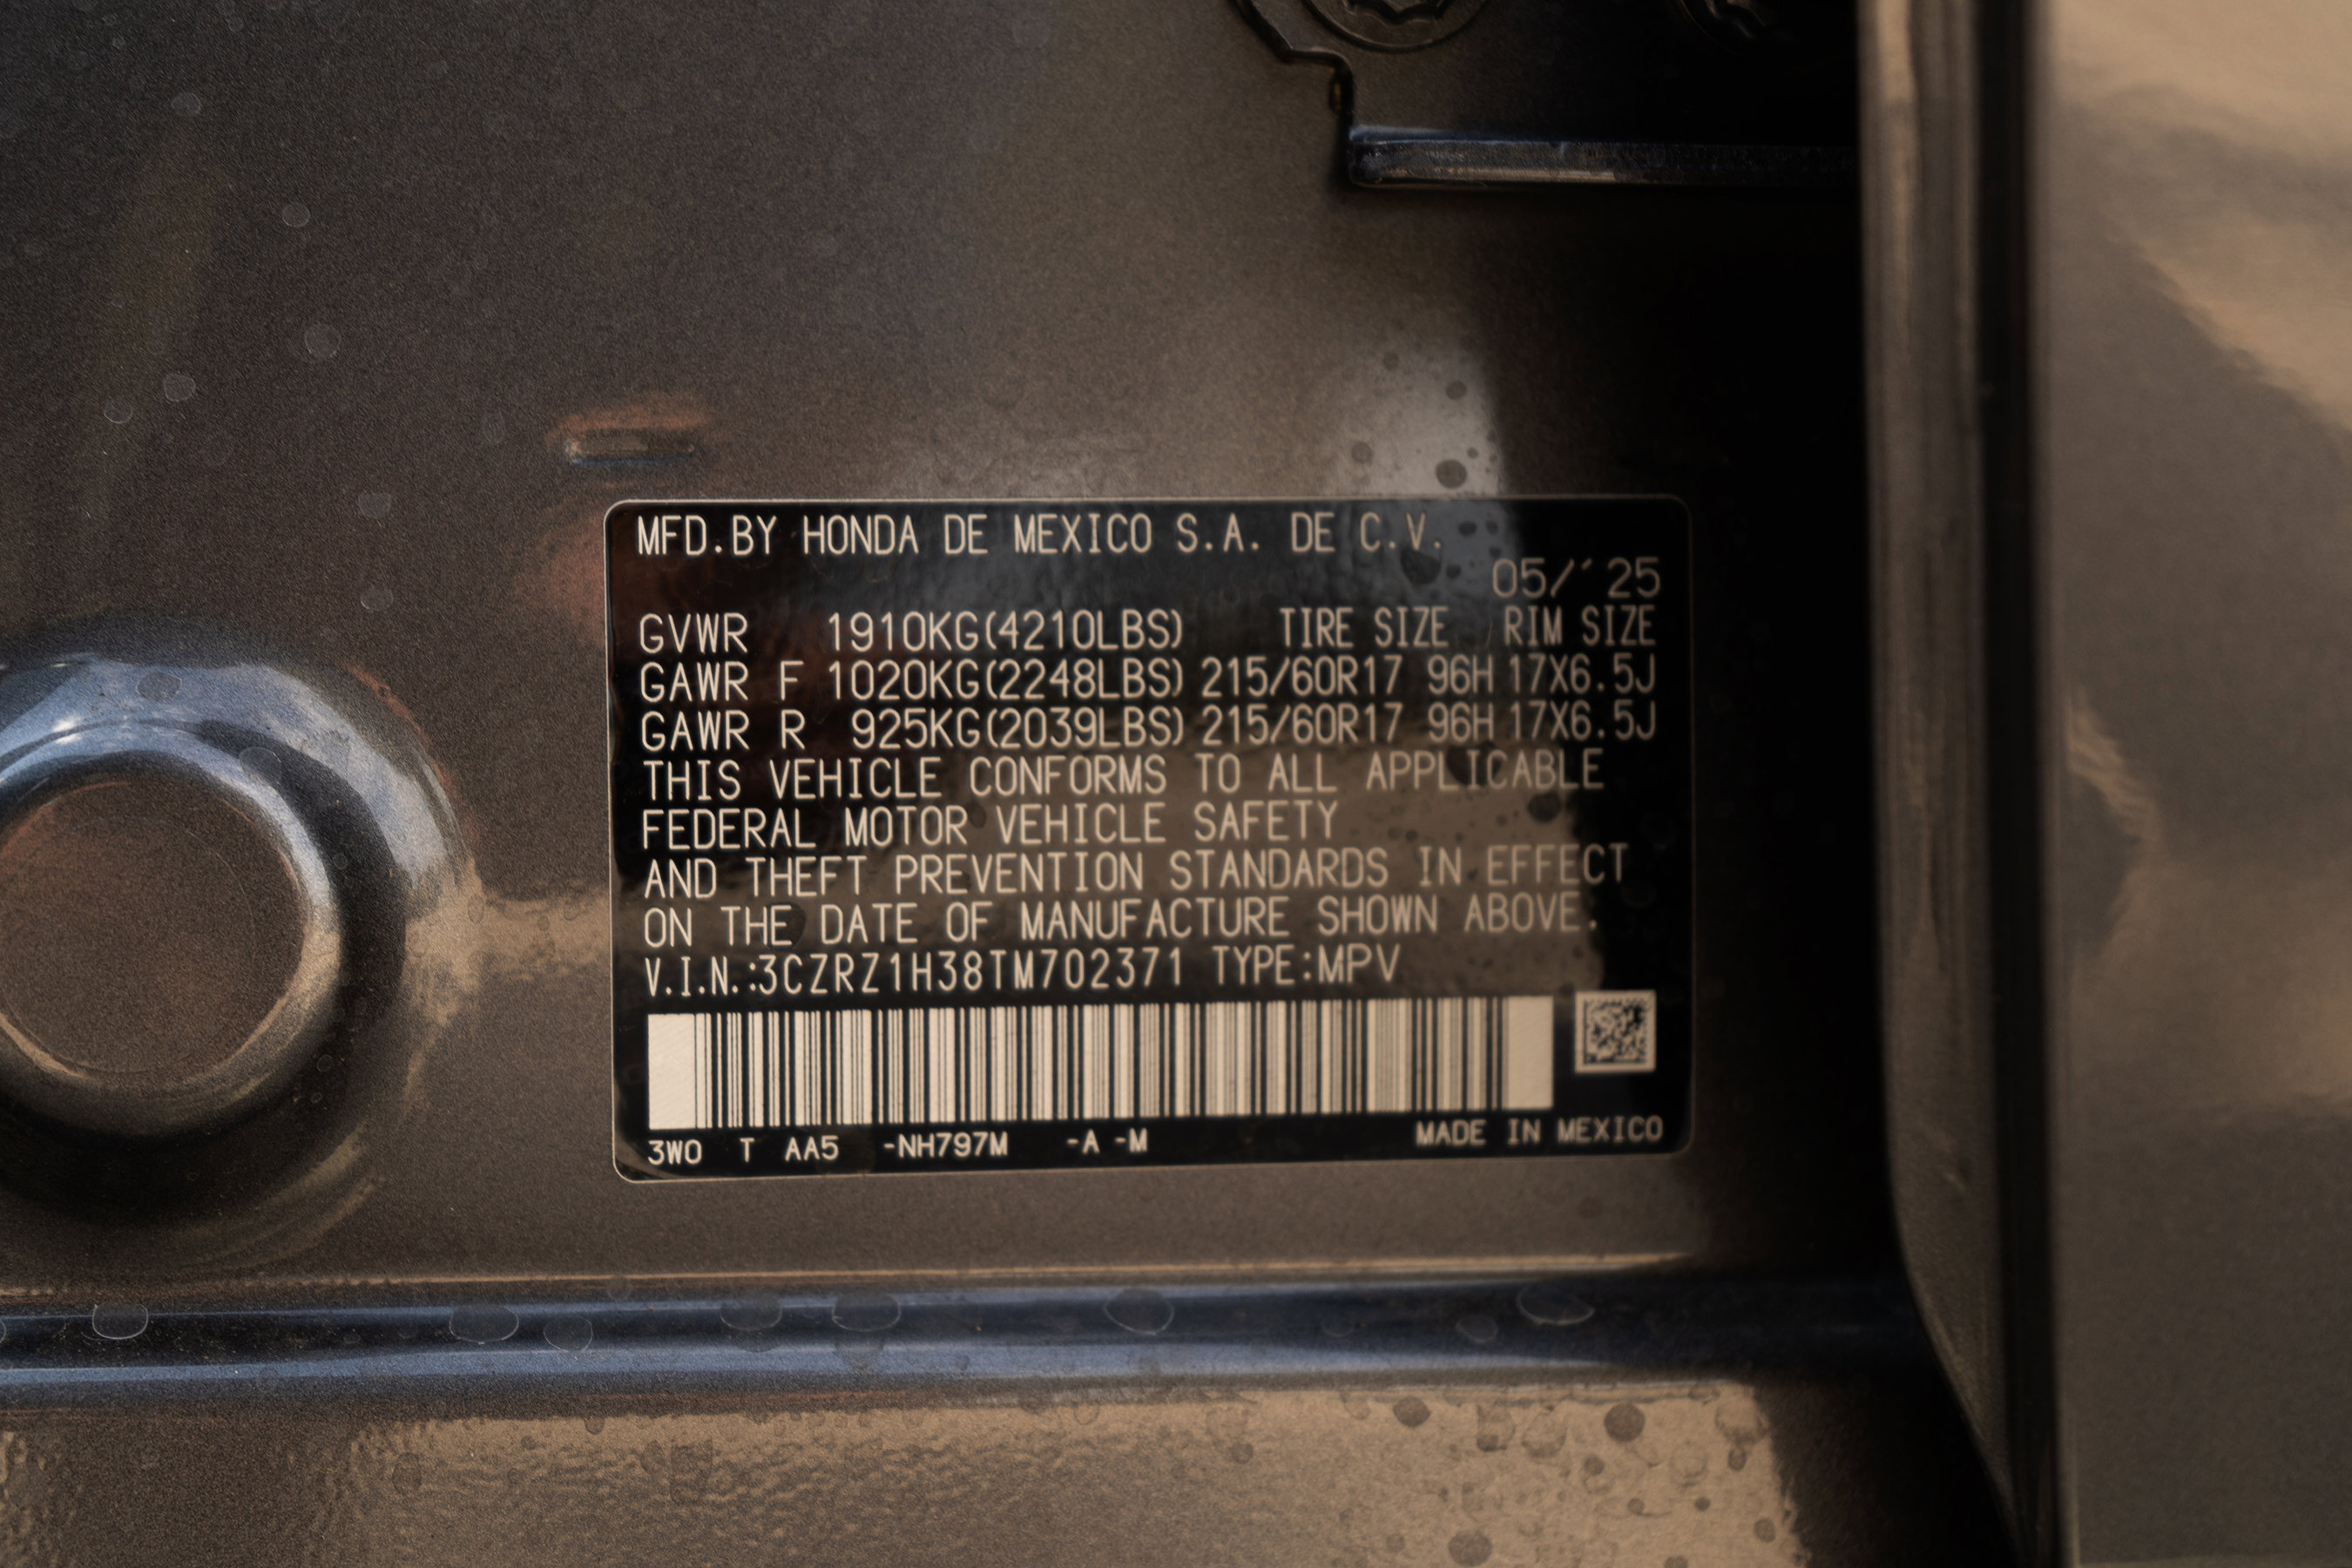 MFD.BY HONDA DE MEXICO S.A. DE C.V.
05/'25
GVWR 1910KG(4210LBS) TIRE SIZE RIM SIZE
GAWR F 1020KG(2248LBS) 215/60R17 96H 17X6.5J
GAWR R 925KG(2039LBS) 215/60R17 96H 17X6.5J
THIS VEHICLE CONFORMS TO ALL APPLICABLE
FEDERAL MOTOR VEHICLE SAFETY
AND THEFT PREVENTION STANDARDS IN EFFECT
ON THE DATE OF MANUFACTURE SHOWN ABOVE.
V.I.N.:3CZRZ1H38TM702371 TYPE:MPV
3W0 T AA5 -NH797M -A -M MADE IN MEXICO